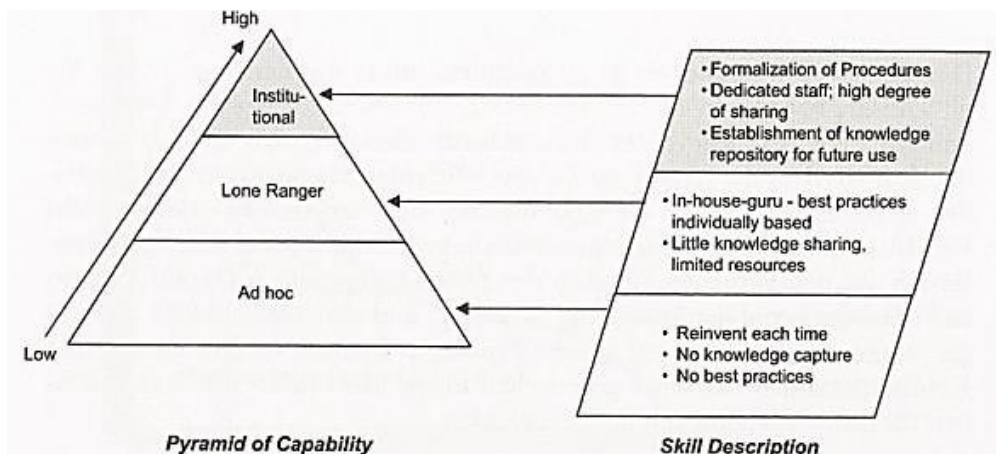 High
Institu-
tional
Lone Ranger
Ad hoc
Low
Pyramid of Capability
• Formalization of Procedures
• Dedicated staff; high degree
of sharing
• Establishment of knowledge
repository for future use
• In-house-guru - best practices
individually based
• Little knowledge sharing,
limited resources
• Reinvent each time
• No knowledge capture
• No best practices
Skill Description